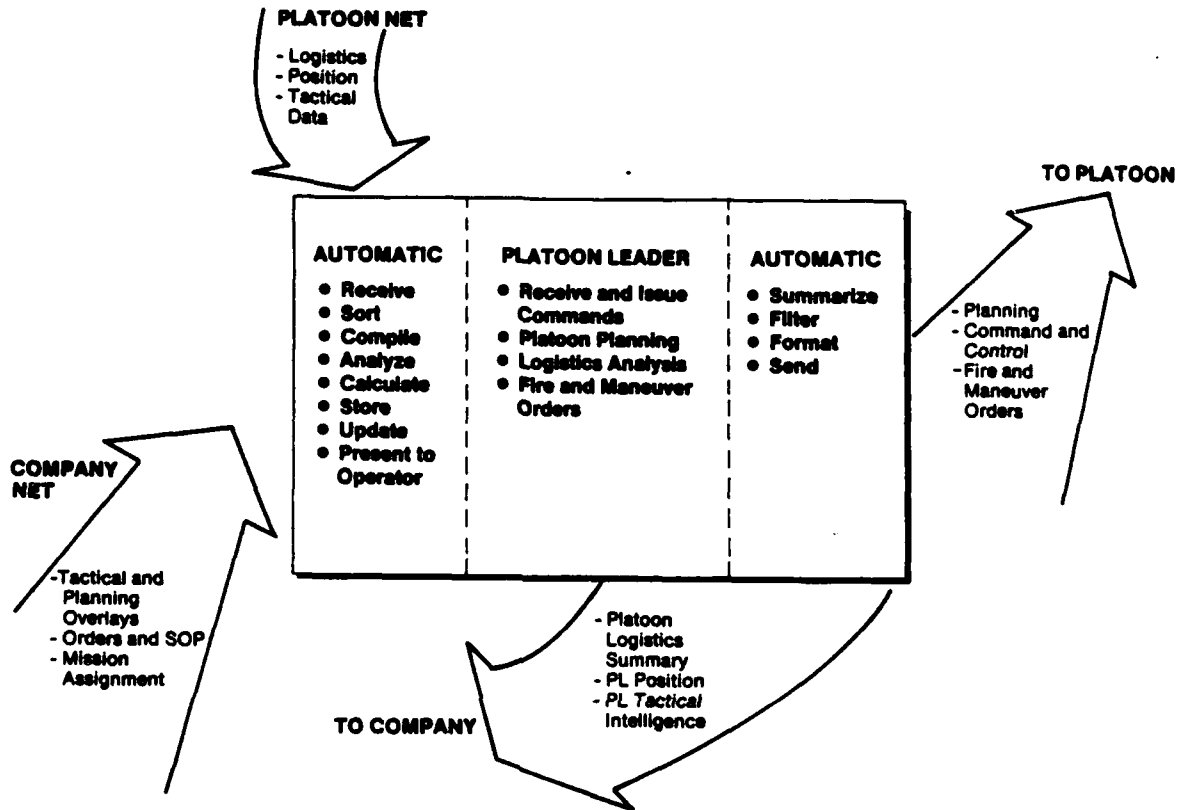 PLATOON NET
- Logistics
- Position
- Tactical
Data
TO PLATOON
AUTOMATIC
● Receive
● Sort
● Compile
● Analyze
● Calculate
● Store
● Update
● Present to
Operator
PLATOON LEADER
● Receive and Issue
Commands
● Platoon Planning
● Logistics Analysis
● Fire and Maneuver
Orders
AUTOMATIC
● Summarize
● Filter
● Format
● Send
- Planning
- Command and
Control
- Fire and
Maneuver
Orders
COMPANY
NET
- Tactical and
Planning
Overlays
- Orders and SOP
- Mission
Assignment
- Platoon
Logistics
Summary
- PL Position
- PL Tactical
Intelligence
TO COMPANY